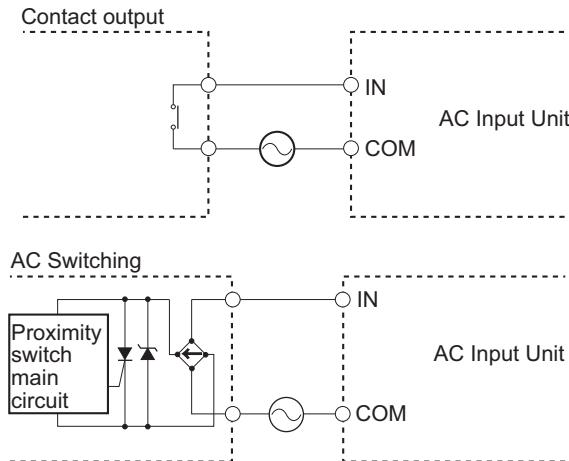 Contact output
IN
AC Input Unit
COM
AC Switching
IN
Proximity
switch
main
circuit
AC Input Unit
COM